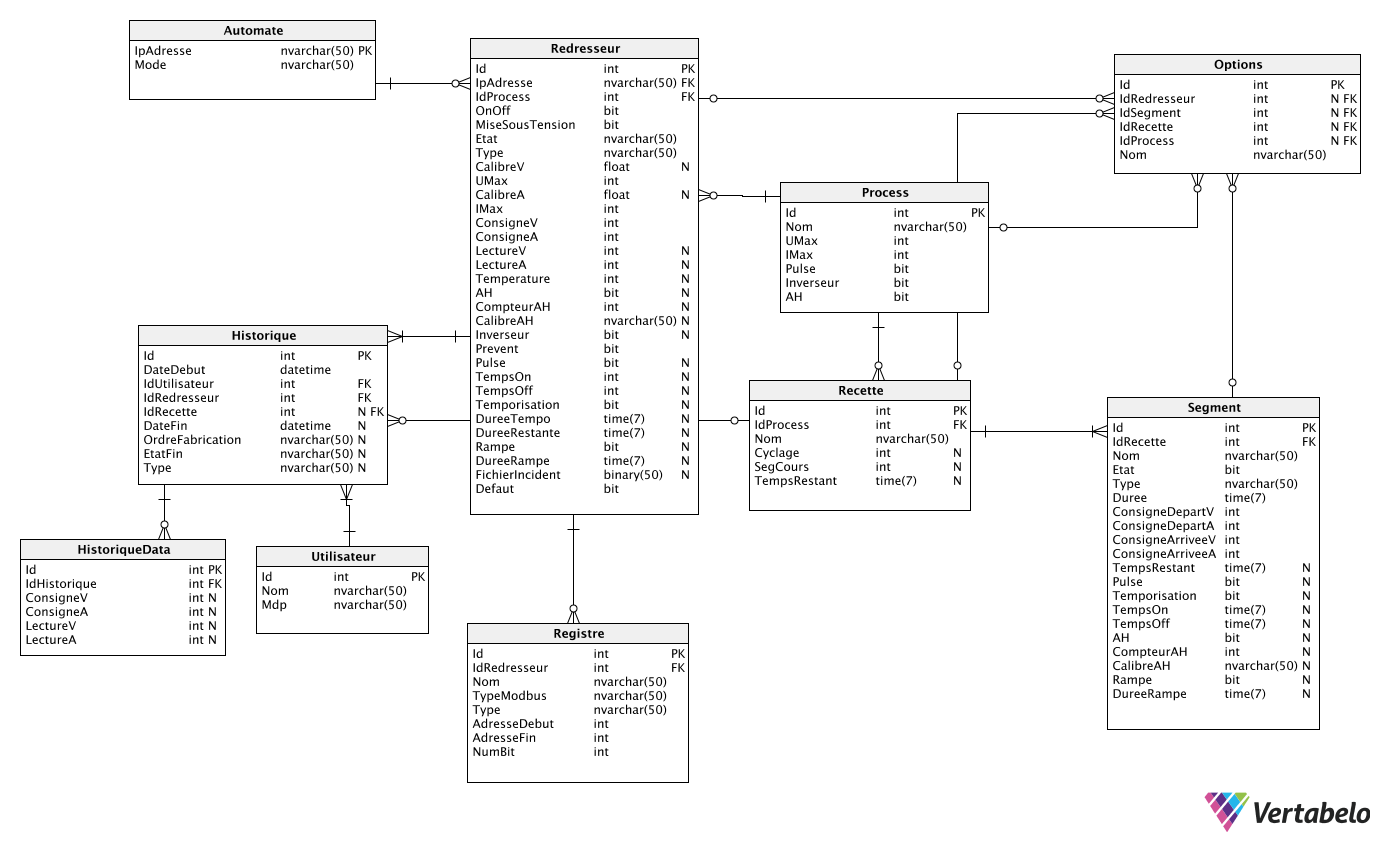 Automate
IpAdresse nvarchar(50) PK
Mode nvarchar(50)
Redresseur
Id int PK
IpAdresse nvarchar(50) FK
IdProcess int FK
OnOff bit
MiseSousTension bit
Etat nvarchar(50)
Type nvarchar(50)
CalibreV float N
UMax int
CalibreA float N
IMax int
ConsigneV int
ConsigneA int
LectureV int N
LectureA int N
Temperature int N
AH bit N
CompteurAH int N
CalibreAH nvarchar(50) N
Inverseur bit N
Prevent bit
Pulse bit N
TempsOn int N
TempsOff int N
Temporisation bit N
DureeTempo time(7) N
DureeRestante time(7) N
Rampe bit N
DureeRampe time(7) N
FichierIncident binary(50) N
Defaut bit
Options
Id int PK
IdRedresseur int N FK
IdSegment int N FK
IdRecette int N FK
IdProcess int N FK
Nom nvarchar(50)
Process
Id int PK
Nom nvarchar(50)
UMax int
IMax int
Pulse bit
Inverseur bit
AH bit
Historique
Id int PK
DateDebut datetime
IdUtilisateur int FK
IdRedresseur int FK
IdRecette int N FK
DateFin datetime N
OrdreFabrication nvarchar(50) N
EtatFin nvarchar(50) N
Type nvarchar(50) N
Recette
Id int PK
IdProcess int FK
Nom nvarchar(50)
Cyclage int N
SegCours int N
TempsRestant time(7) N
Segment
Id int PK
IdRecette int FK
Nom nvarchar(50)
Etat bit
Type nvarchar(50)
Duree time(7)
ConsigneDepartV int
ConsigneDepartA int
ConsigneArriveeV int
ConsigneArriveeA int
TempsRestant time(7) N
Pulse bit N
Temporisation bit N
TempsOn time(7) N
TempsOff time(7) N
AH bit N
CompteurAH int N
CalibreAH nvarchar(50) N
Rampe bit N
DureeRampe time(7) N
HistoriqueData
Id int PK
IdHistorique int FK
ConsigneV int N
ConsigneA int N
LectureV int N
LectureA int N
Utilisateur
Id int PK
Nom nvarchar(50)
Mdp nvarchar(50)
Registre
Id int PK
IdRedresseur int FK
Nom nvarchar(50)
TypeModbus nvarchar(50)
Type nvarchar(50)
AdresseDebut int
AdresseFin int
NumBit int
Vertabelo